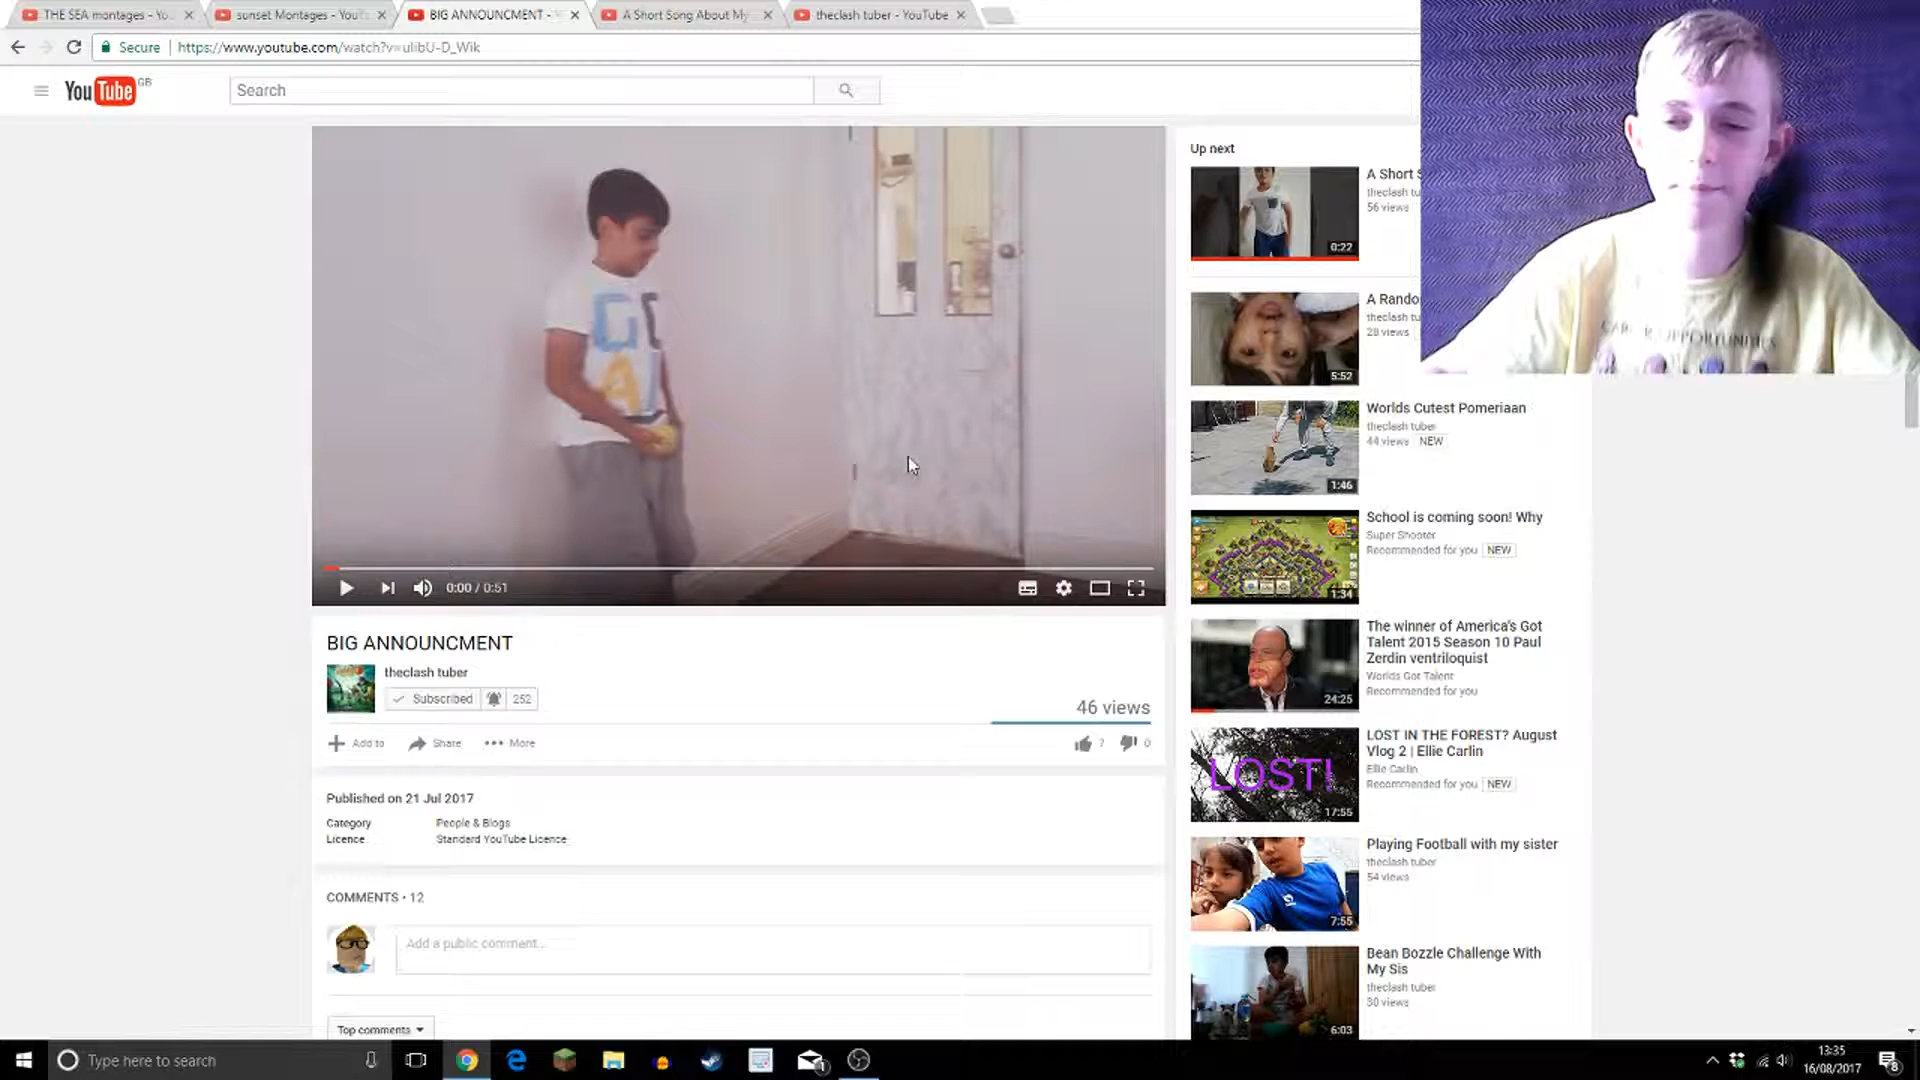 THE SEA montages - Yo
sunset Montages - YouT
BIG ANNOUNCMENT -
A Short Song About My
theclash tuber - YouTube
Secure https://www.youtube.com/watch?v=ulibU-D_Wik
YouTube GB
Search
Up next
A Short S
theclash tu
56 views
0:22
A Rando
theclash tu
28 views
5:52
CAREER OPPORTUNITIES
Worlds Cutest Pomeriaan
theclash tuber
44 views NEW
1:46
School is coming soon! Why
Super Shooter
Recommended for you NEW
1:34
The winner of America's Got
Talent 2015 Season 10 Paul
Zerdin ventriloquist
Worlds Got Talent
Recommended for you
24:25
LOST IN THE FOREST? August
Vlog 2 | Ellie Carlin
Ellie Carlin
Recommended for you NEW
LOST!
17:55
Playing Football with my sister
theclash tuber
54 views
7:55
Bean Bozzle Challenge With
My Sis
theclash tuber
30 views
6:03
0:00 / 0:51
BIG ANNOUNCMENT
theclash tuber
Subscribed 252
46 views
Add to Share More
7 0
Published on 21 Jul 2017
Category People & Blogs
Licence Standard YouTube Licence
COMMENTS • 12
Add a public comment...
Top comments
Type here to search
13:35
16/08/2017
8